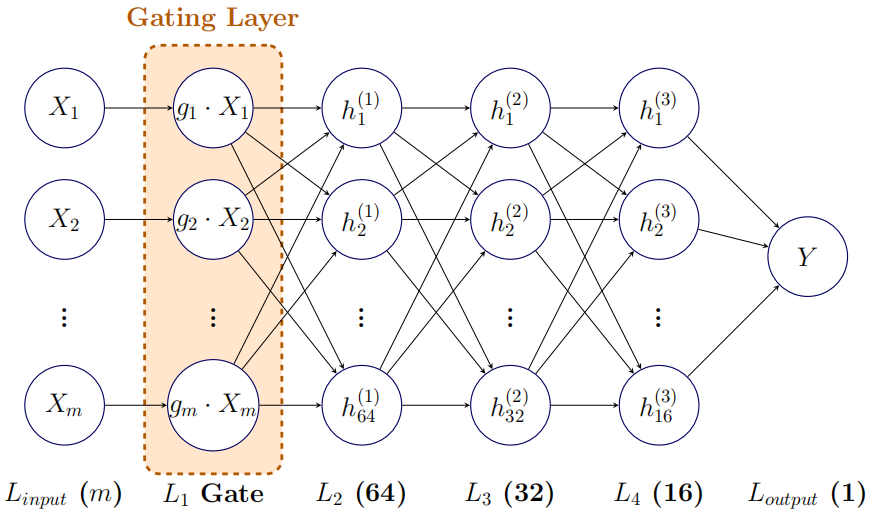 Gating Layer
X₁ g₁ · X₁ h₁⁽¹⁾ h₁⁽²⁾ h₁⁽³⁾
X₂ g₂ · X₂ h₂⁽¹⁾ h₂⁽²⁾ h₂⁽³⁾
Y
⋮ ⋮ ⋮ ⋮ ⋮
Xₘ gₘ · Xₘ h₆₄⁽¹⁾ h₃₂⁽²⁾ h₁₆⁽³⁾
L_input (m) L₁ Gate L₂ (64) L₃ (32) L₄ (16) L_output (1)